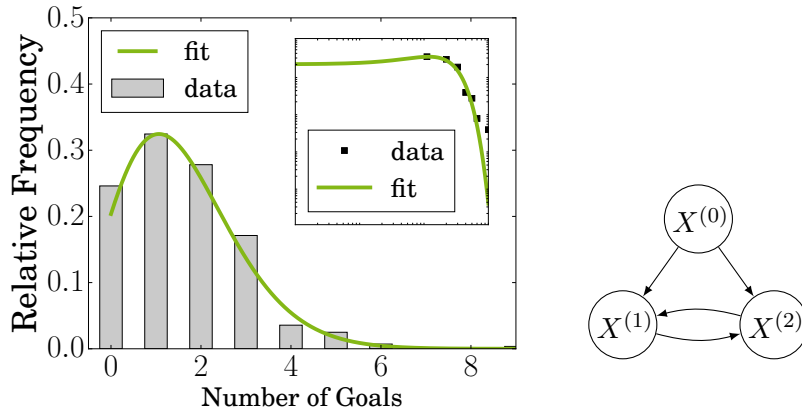 0.5
0.4
0.3
0.2
0.1
0.0
Relative Frequency
fit
data
data
fit
0 2 4 6 8
Number of Goals
X^{(0)}
X^{(1)} X^{(2)}